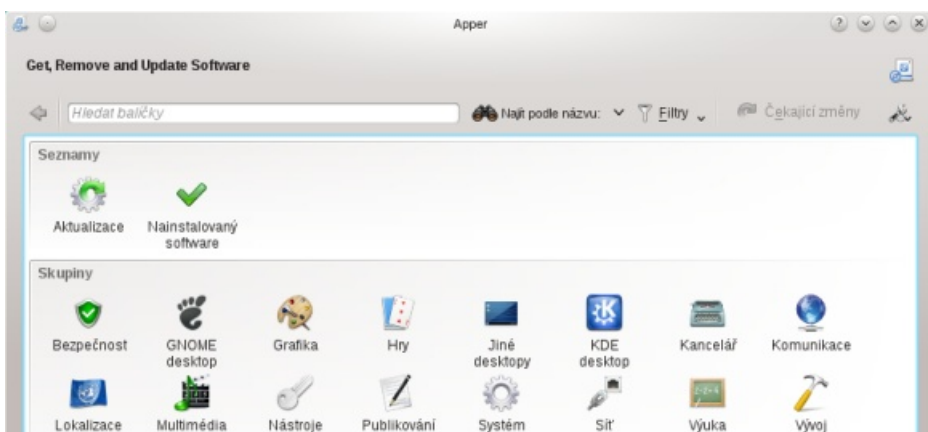 Apper
Get, Remove and Update Software
Hledat balíčky
Najít podle názvu:
Filtry
Čekající změny
Seznamy
Aktualizace
Nainstalovaný
software
Skupiny
Bezpečnost
GNOME
desktop
Grafika
Hry
Jiné
desktopy
KDE
desktop
Kancelář
Komunikace
Lokalizace
Multimédia
Nástroje
Publikování
Systém
Síť
Výuka
Vývoj